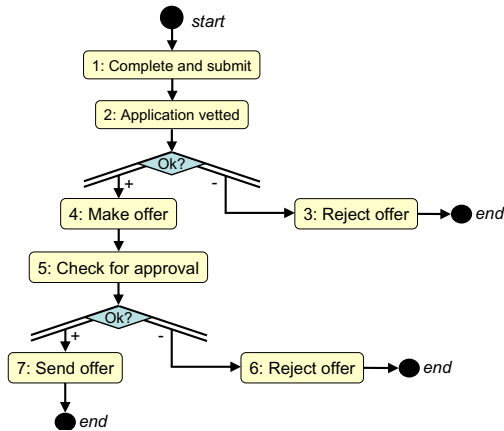 start
1: Complete and submit
2: Application vetted
Ok?
+
-
4: Make offer
3: Reject offer
end
5: Check for approval
Ok?
+
-
7: Send offer
6: Reject offer
end
end